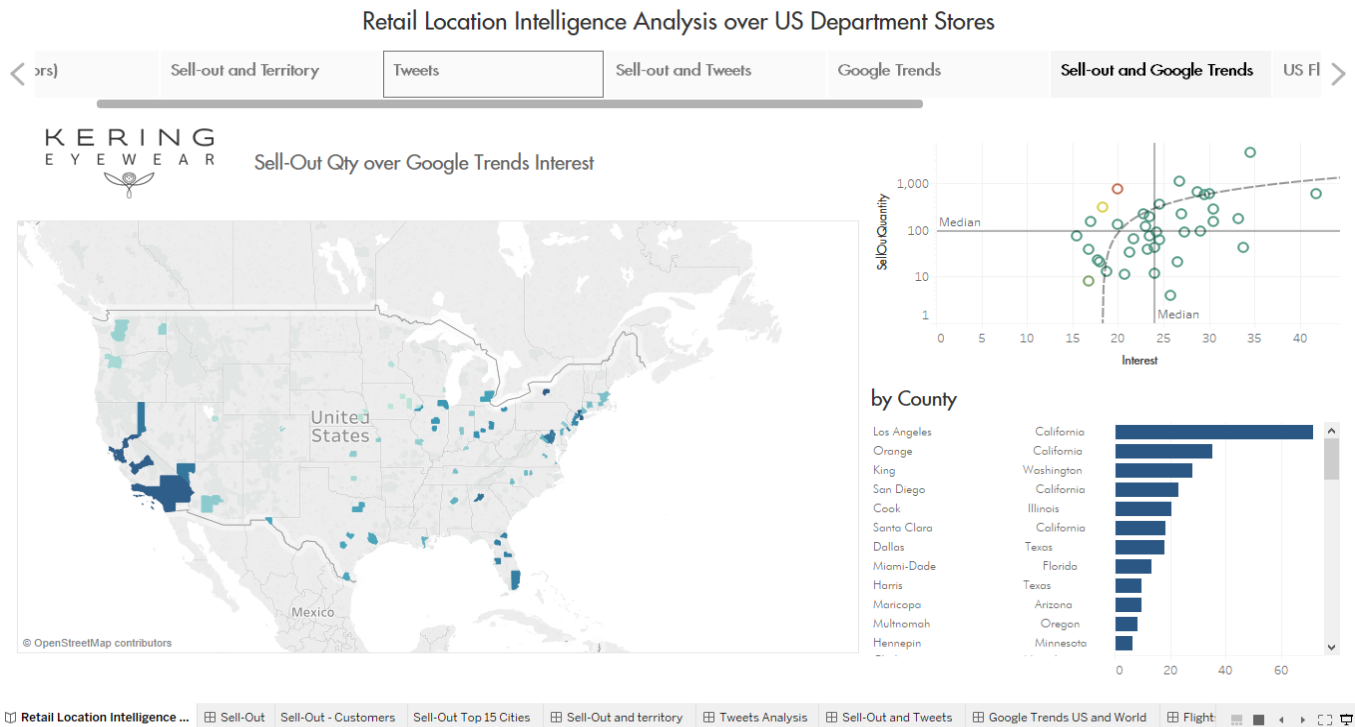 Retail Location Intelligence Analysis over US Department Stores
ors)
Sell-out and Territory
Tweets
Sell-out and Tweets
Google Trends
Sell-out and Google Trends
US Fl
KERING
EYEWEAR
Sell-Out Qty over Google Trends Interest
United
States
Mexico
© OpenStreetMap contributors
SellOutQuantity
1,000
100
10
1
Median
Median
0 5 10 15 20 25 30 35 40
Interest
by County
Los Angeles California
Orange California
King Washington
San Diego California
Cook Illinois
Santa Clara California
Dallas Texas
Miami-Dade Florida
Harris Texas
Maricopa Arizona
Multnomah Oregon
Hennepin Minnesota
0 20 40 60
Retail Location Intelligence ... Sell-Out Sell-Out - Customers Sell-Out Top 15 Cities Sell-Out and territory Tweets Analysis Sell-Out and Tweets Google Trends US and World Flight